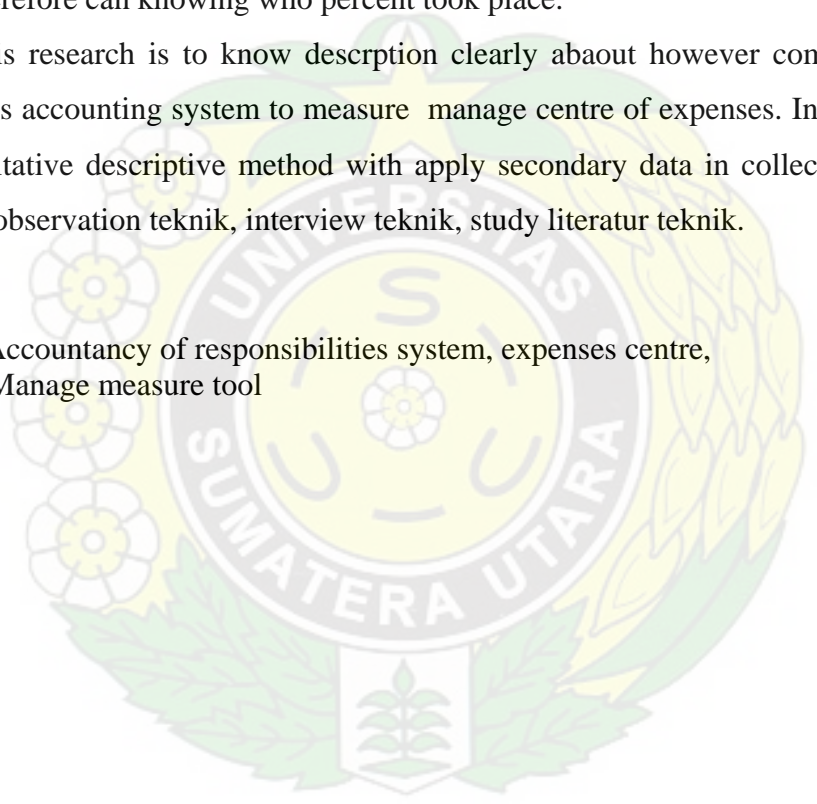 refore can knowing who percent took place.
is research is to know descrption clearly abaout however con
s accounting system to measure manage centre of expenses. In
tative descriptive method with apply secondary data in collec
observation teknik, interview teknik, study literatur teknik.
Accountancy of responsibilities system, expenses centre,
Manage measure tool
UNIVERSITAS
S
U U
SUMATERA UTARA